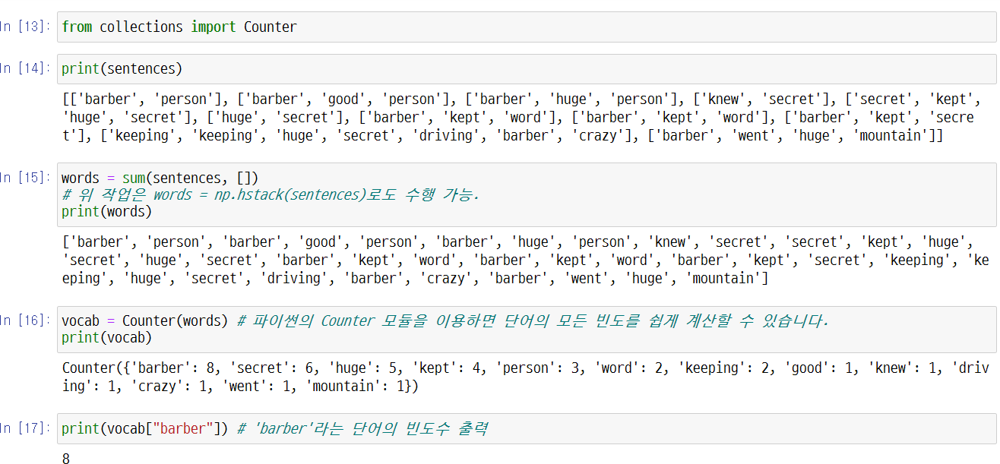 In [13]: from collections import Counter
In [14]: print(sentences)
[['barber', 'person'], ['barber', 'good', 'person'], ['barber', 'huge', 'person'], ['knew', 'secret'], ['secret', 'kept',
'huge', 'secret'], ['huge', 'secret'], ['barber', 'kept', 'word'], ['barber', 'kept', 'word'], ['barber', 'kept', 'secre
t'], ['keeping', 'keeping', 'huge', 'secret', 'driving', 'barber', 'crazy'], ['barber', 'went', 'huge', 'mountain']]
In [15]: words = sum(sentences, [])
# 위 작업은 words = np.hstack(sentences)로도 수행 가능.
print(words)
['barber', 'person', 'barber', 'good', 'person', 'barber', 'huge', 'person', 'knew', 'secret', 'secret', 'kept', 'huge',
'secret', 'huge', 'secret', 'barber', 'kept', 'word', 'barber', 'kept', 'word', 'barber', 'kept', 'secret', 'keeping', 'ke
eping', 'huge', 'secret', 'driving', 'barber', 'crazy', 'barber', 'went', 'huge', 'mountain']
In [16]: vocab = Counter(words) # 파이썬의 Counter 모듈을 이용하면 단어의 모든 빈도를 쉽게 계산할 수 있습니다.
print(vocab)
Counter({'barber': 8, 'secret': 6, 'huge': 5, 'kept': 4, 'person': 3, 'word': 2, 'keeping': 2, 'good': 1, 'knew': 1, 'driv
ing': 1, 'crazy': 1, 'went': 1, 'mountain': 1})
In [17]: print(vocab["barber"]) # 'barber'라는 단어의 빈도수 출력
8